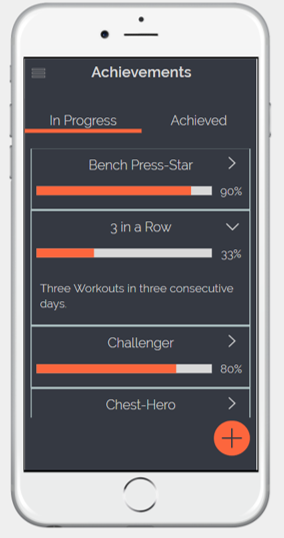 Achievements
In Progress
Achieved
Bench Press-Star
90%
3 in a Row
33%
Three Workouts in three consecutive
days.
Challenger
80%
Chest-Hero